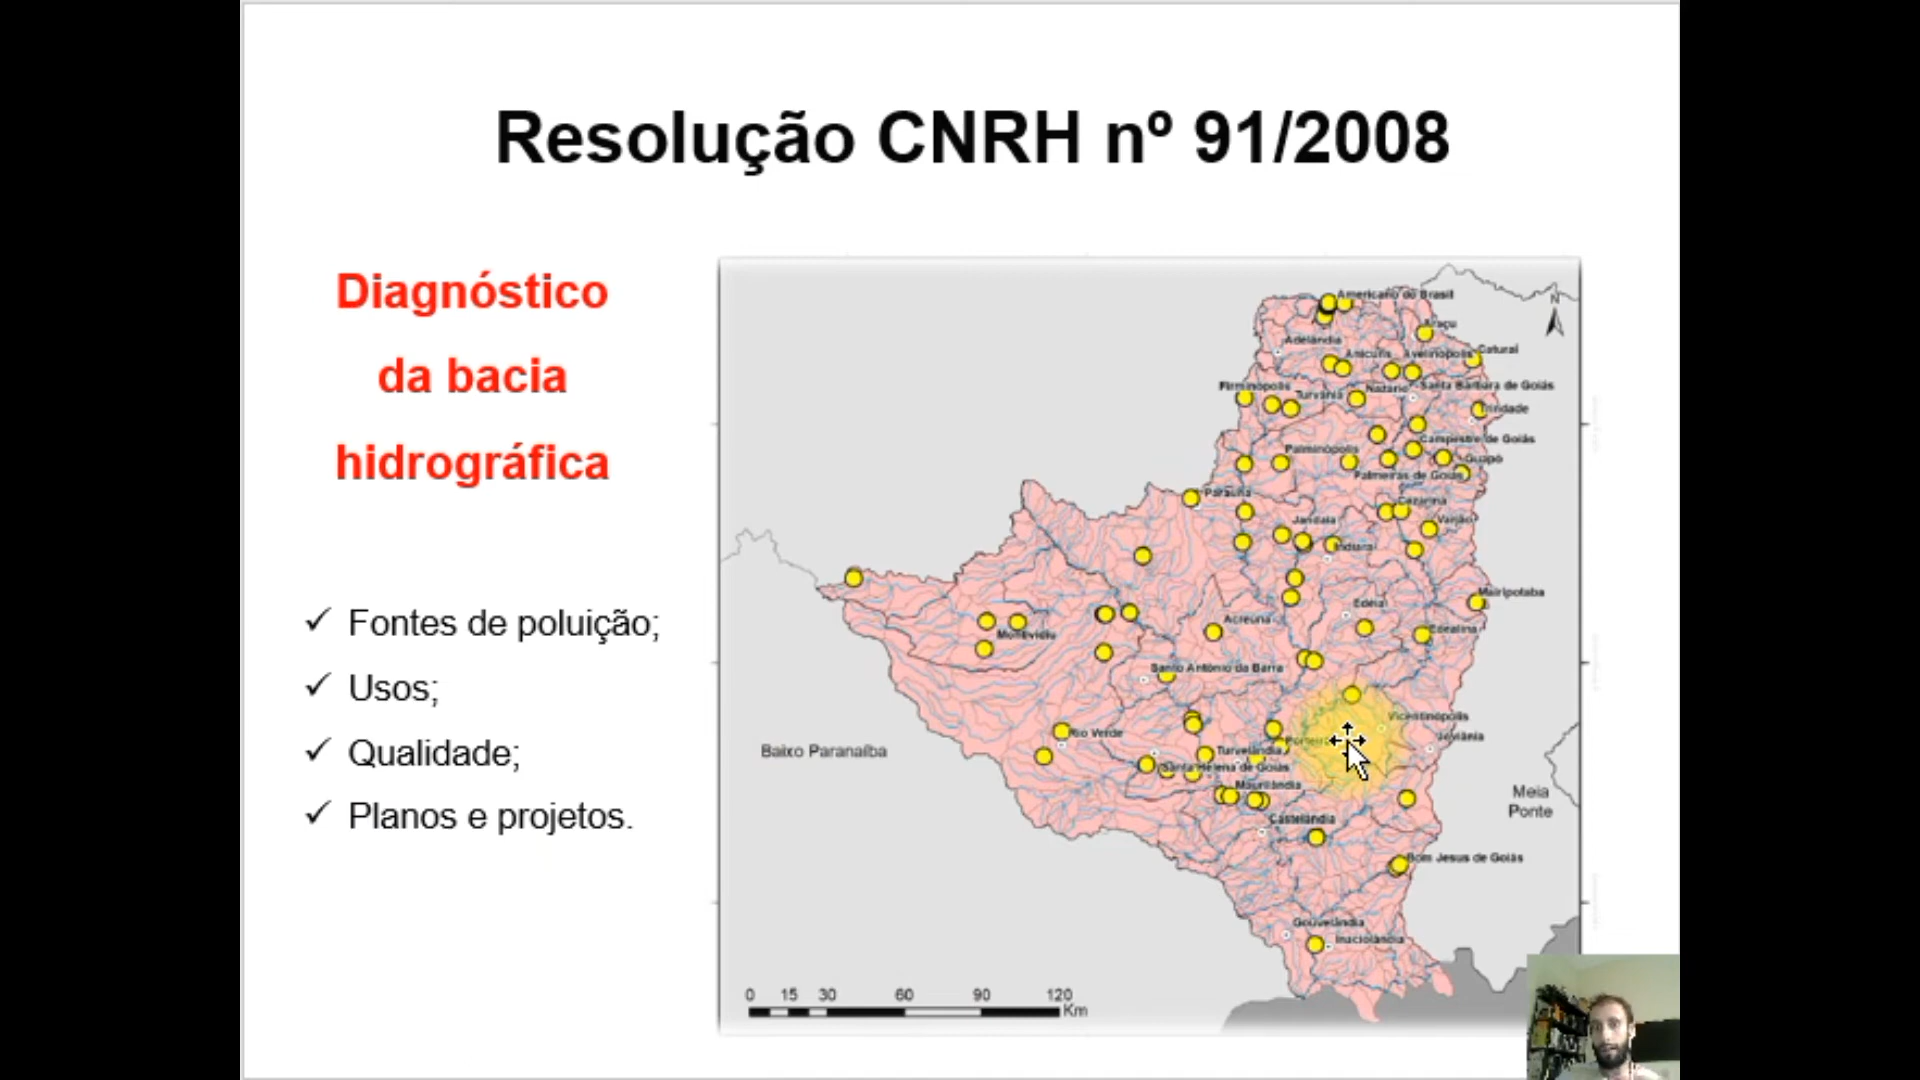 Resolução CNRH nº 91/2008
Diagnóstico
da bacia
hidrográfica
✓ Fontes de poluição;
✓ Usos;
✓ Qualidade;
✓ Planos e projetos.
Americano do Brasil
N
Araçu
Adelândia
Anicuns
Avelinópolis
Caturaí
Firminópolis
Turvânia
Nazário
Santa Bárbara de Goiás
Trindade
Campestre de Goiás
Palminópolis
Guapó
Palmeiras de Goiás
Paraúna
Cezarina
Jandaia
Varjão
Indiara
Mairipotaba
Edéia
Acreúna
Edealina
Montividiu
Santo Antônio da Barra
Vicentinópolis
Rio Verde
Porteirão
Joviânia
Baixo Paranaíba
Turvelândia
Santa Helena de Goiás
Maurilândia
Meia
Ponte
Castelândia
Bom Jesus de Goiás
Gouvelândia
Inaciolândia
0 15 30 60 90 120
Km